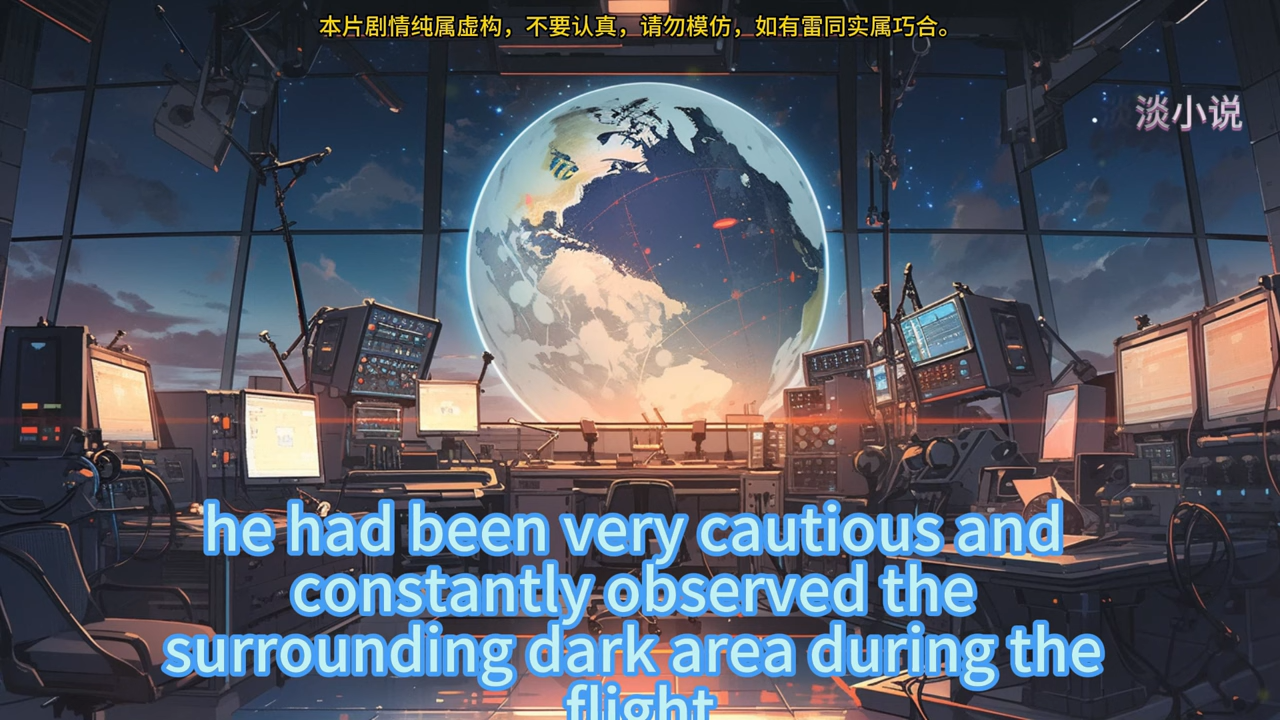 本片剧情纯属虚构，不要认真，请勿模仿，如有雷同实属巧合。
淡小说
he had been very cautious and
constantly observed the
surrounding dark area during the
flight